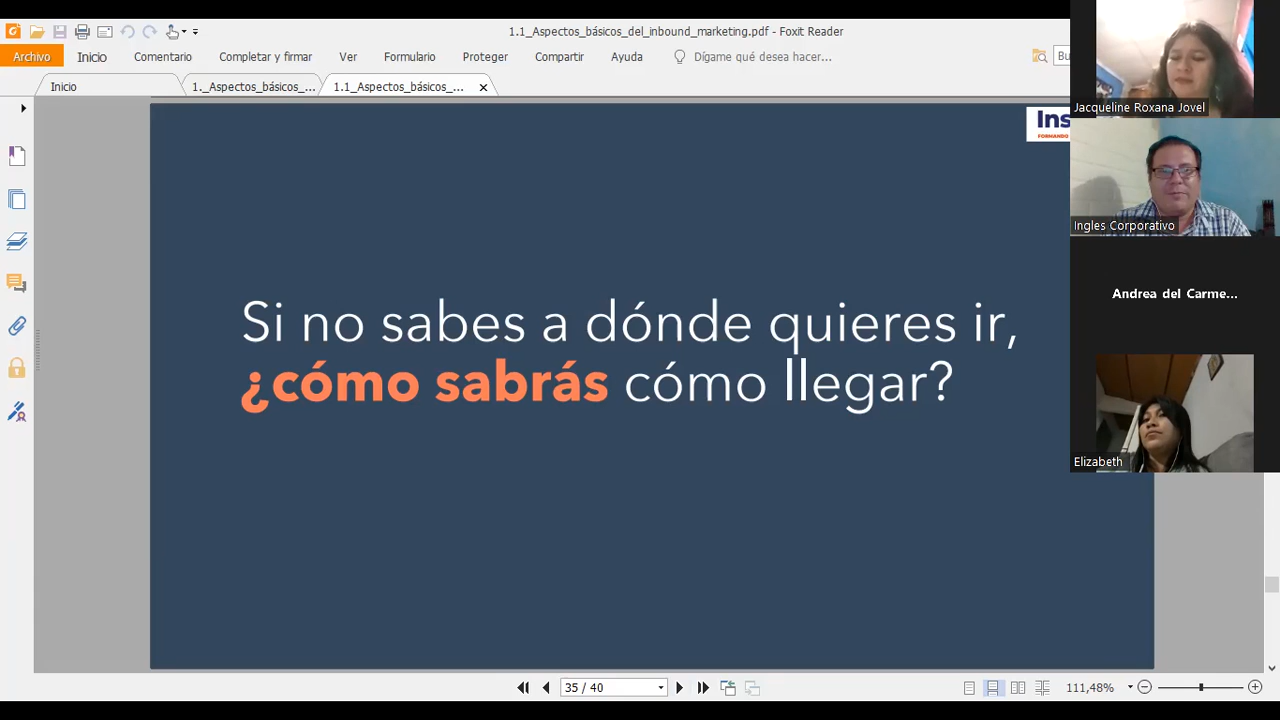 1.1_Aspectos_básicos_del_inbound_marketing.pdf - Foxit Reader
Archivo Inicio Comentario Completar y firmar Ver Formulario Proteger Compartir Ayuda Dígame qué desea hacer...
Inicio 1._Aspectos_básicos_... 1.1_Aspectos_básicos_...
Ins
FORMANDO
Si no sabes a dónde quieres ir,
¿cómo sabrás cómo llegar?
35 / 40
111,48%
Jacqueline Roxana Jovel
Ingles Corporativo
Andrea del Carme...
Elizabeth